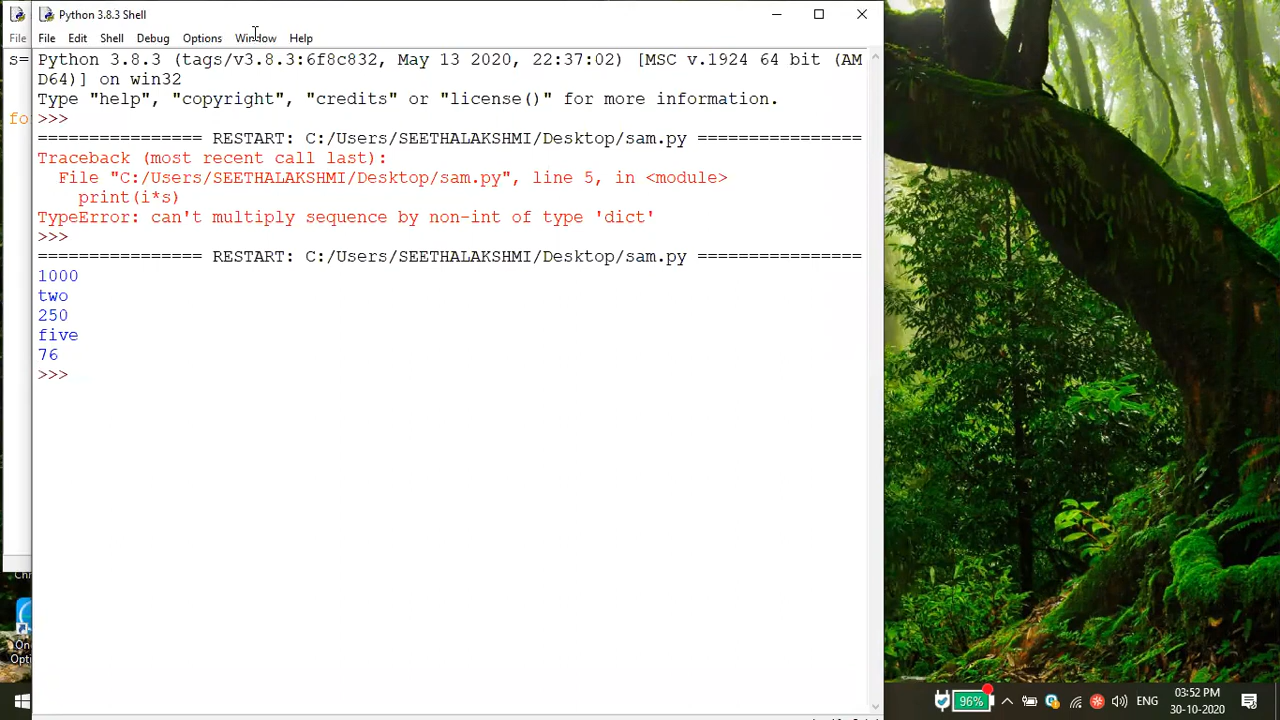 Python 3.8.3 Shell
File
File Edit Shell Debug Options Window Help
s=
fo
Python 3.8.3 (tags/v3.8.3:6f8c832, May 13 2020, 22:37:02) [MSC v.1924 64 bit (AM
D64)] on win32
Type "help", "copyright", "credits" or "license()" for more information.
>>>
================ RESTART: C:/Users/SEETHALAKSHMI/Desktop/sam.py ================
Traceback (most recent call last):
  File "C:/Users/SEETHALAKSHMI/Desktop/sam.py", line 5, in <module>
    print(i*s)
TypeError: can't multiply sequence by non-int of type 'dict'
>>>
================ RESTART: C:/Users/SEETHALAKSHMI/Desktop/sam.py ================
1000
two
250
five
76
>>>
On
Opti
96%
ENG
03:52 PM
30-10-2020